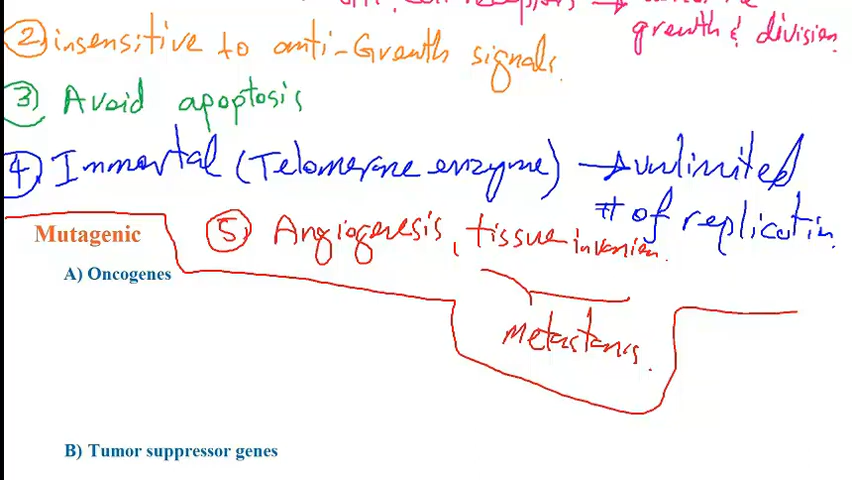 growth & division
② insensitive to anti-Growth signals.
③ Avoid apoptosis
④ Immortal (Telomerase enzyme) → unlimited
# of replication.
⑤ Angiogenesis, tissue invasion.
Metastasis.
Mutagenic
A) Oncogenes
B) Tumor suppressor genes